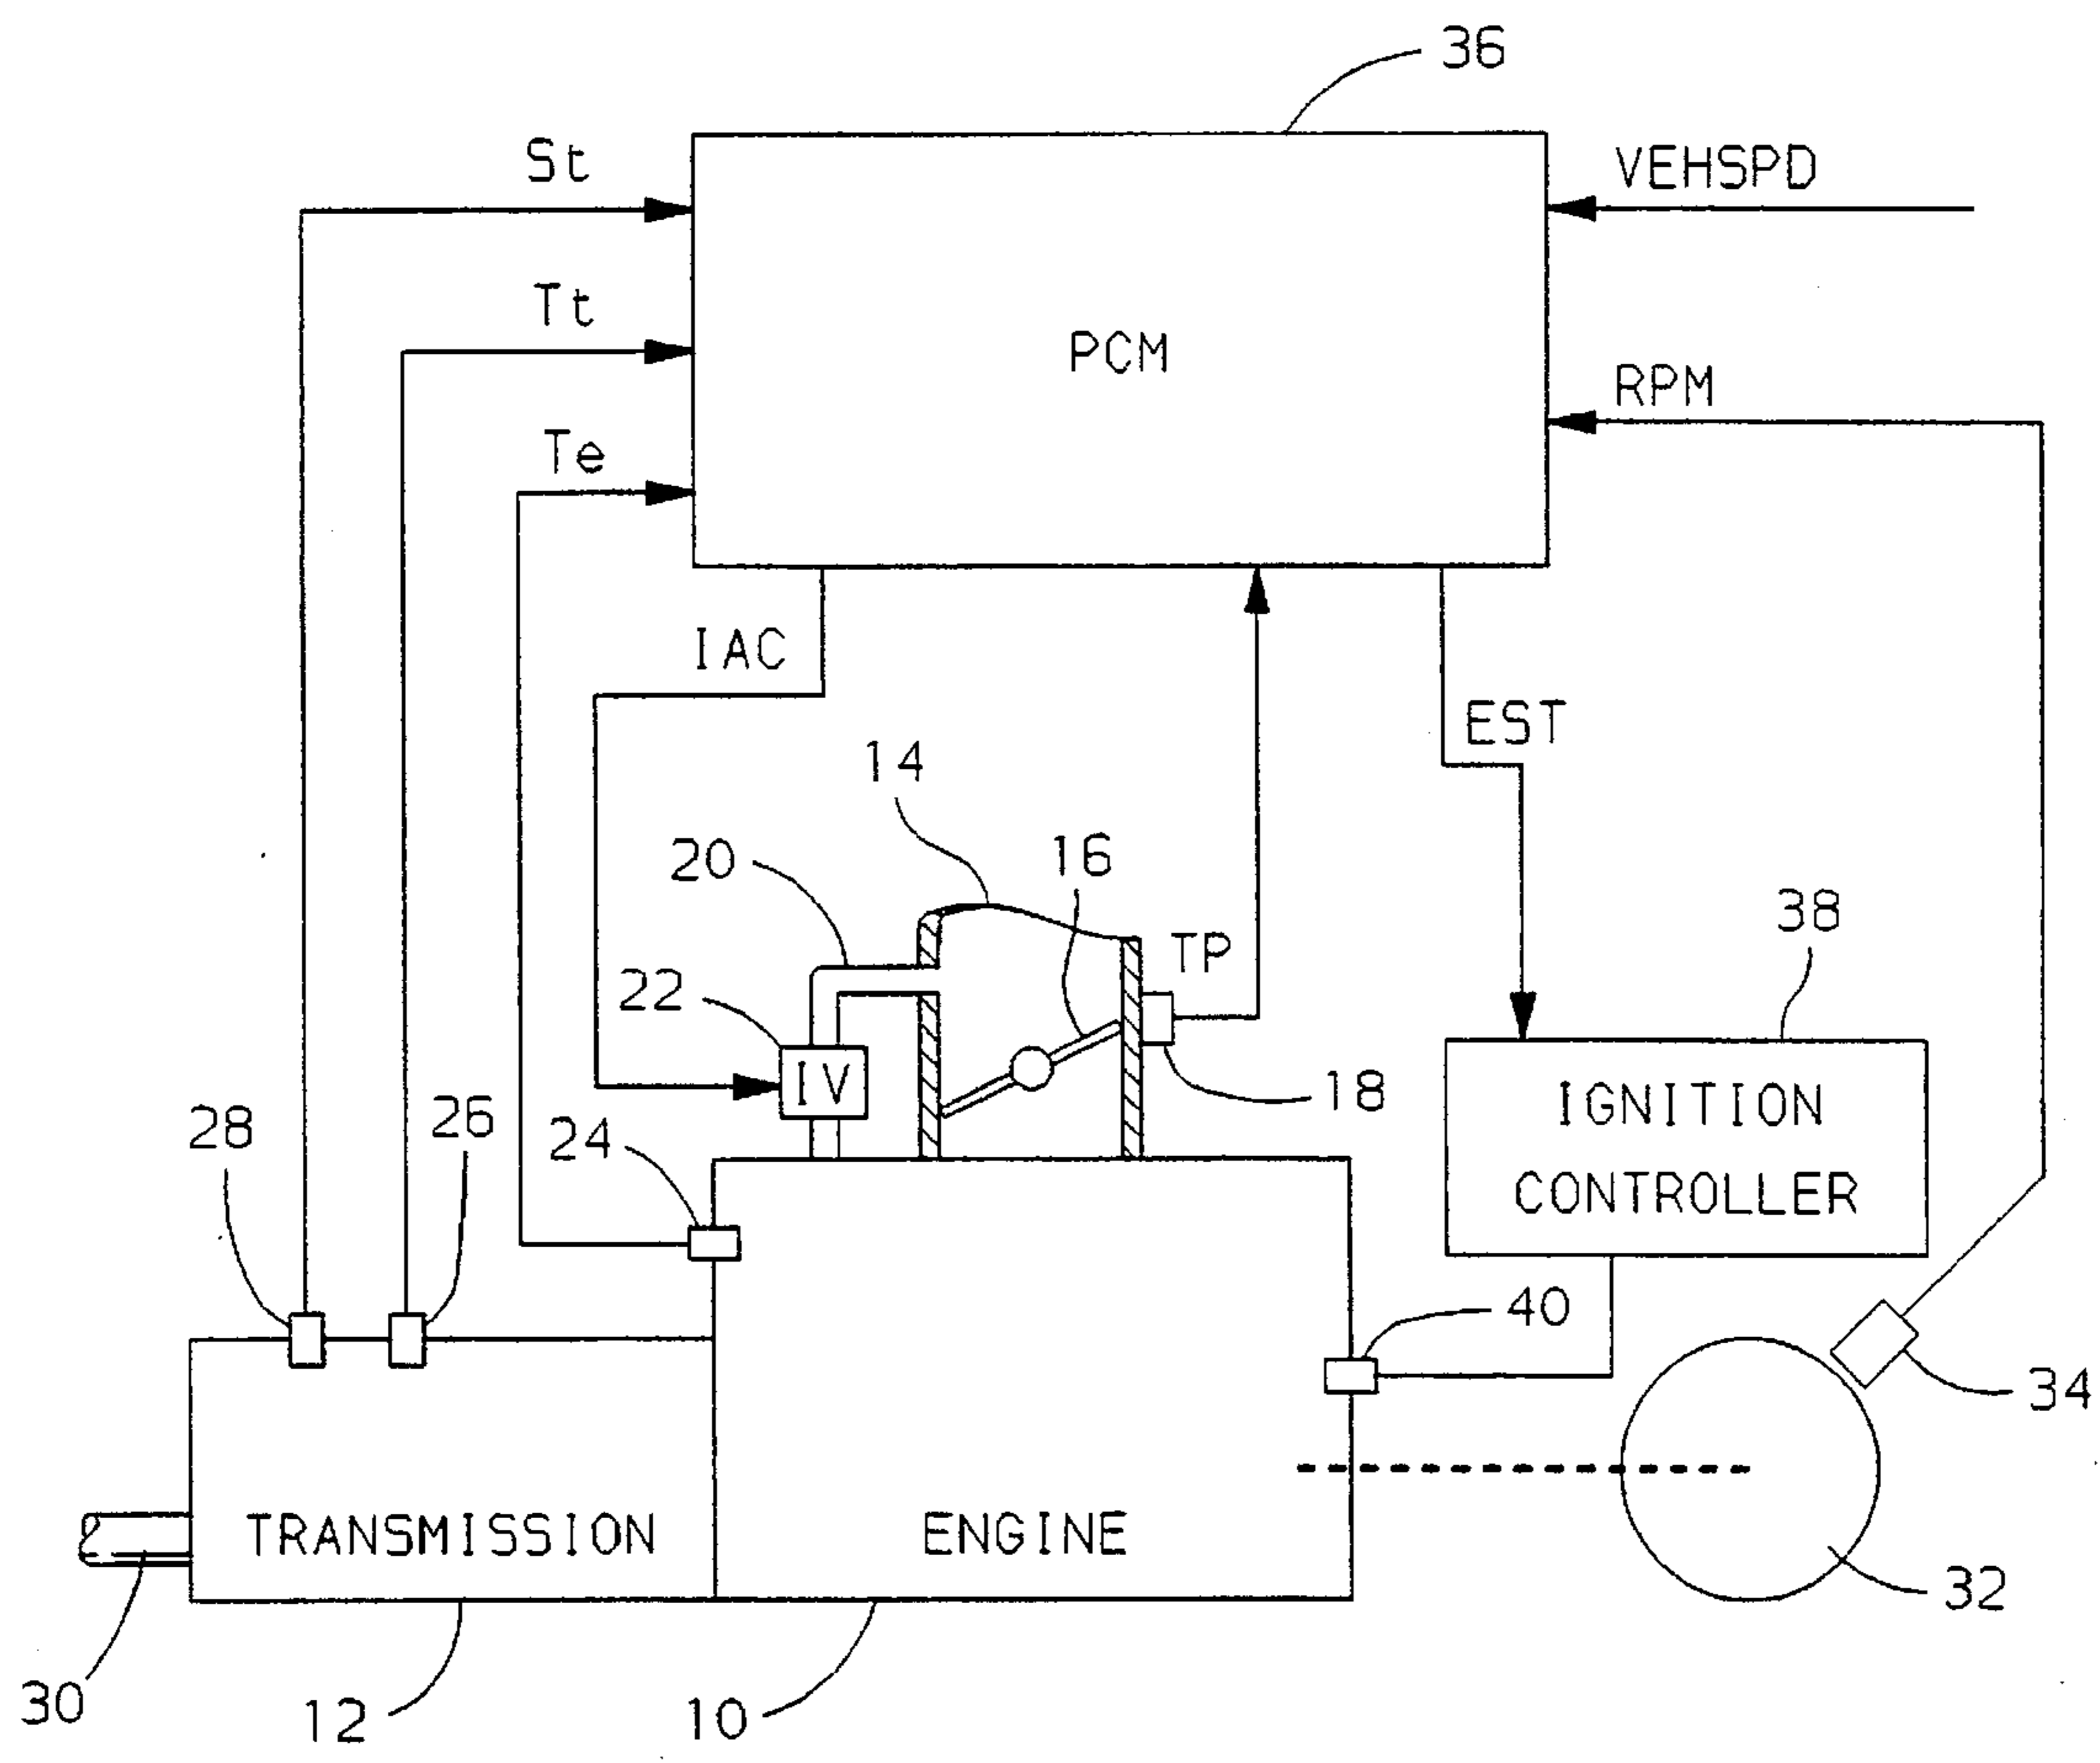 36
St
VEHSPD
Tt
PCM
RPM
Te
IAC
EST
14
16
20
38
TP
22
IV
18
IGNITION
CONTROLLER
28
26
24
40
34
TRANSMISSION
ENGINE
32
30
12
10